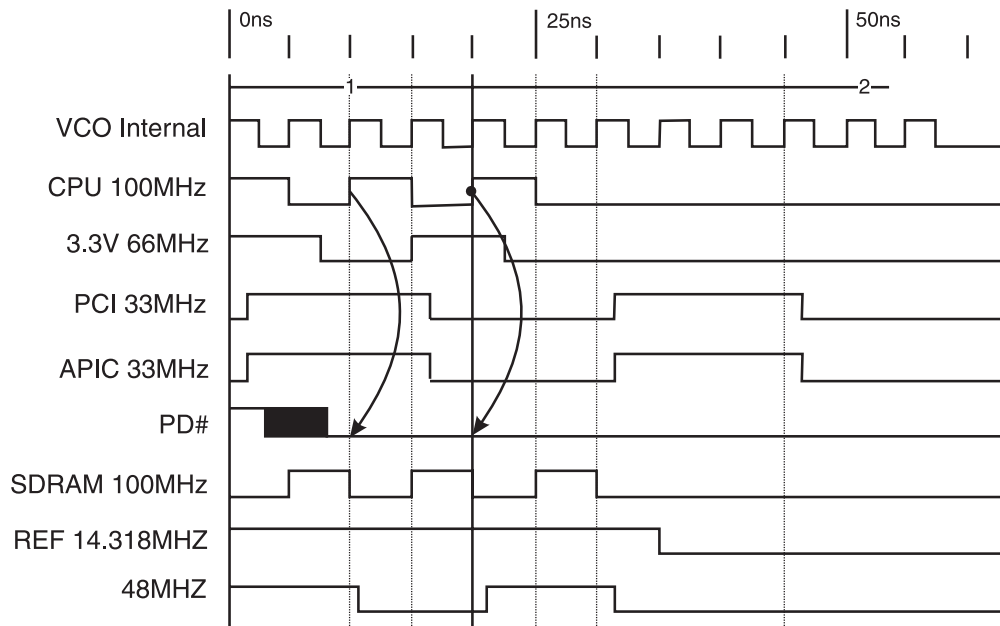 0ns 25ns 50ns
1 2
VCO Internal
CPU 100MHz
3.3V 66MHz
PCI 33MHz
APIC 33MHz
PD#
SDRAM 100MHz
REF 14.318MHZ
48MHZ